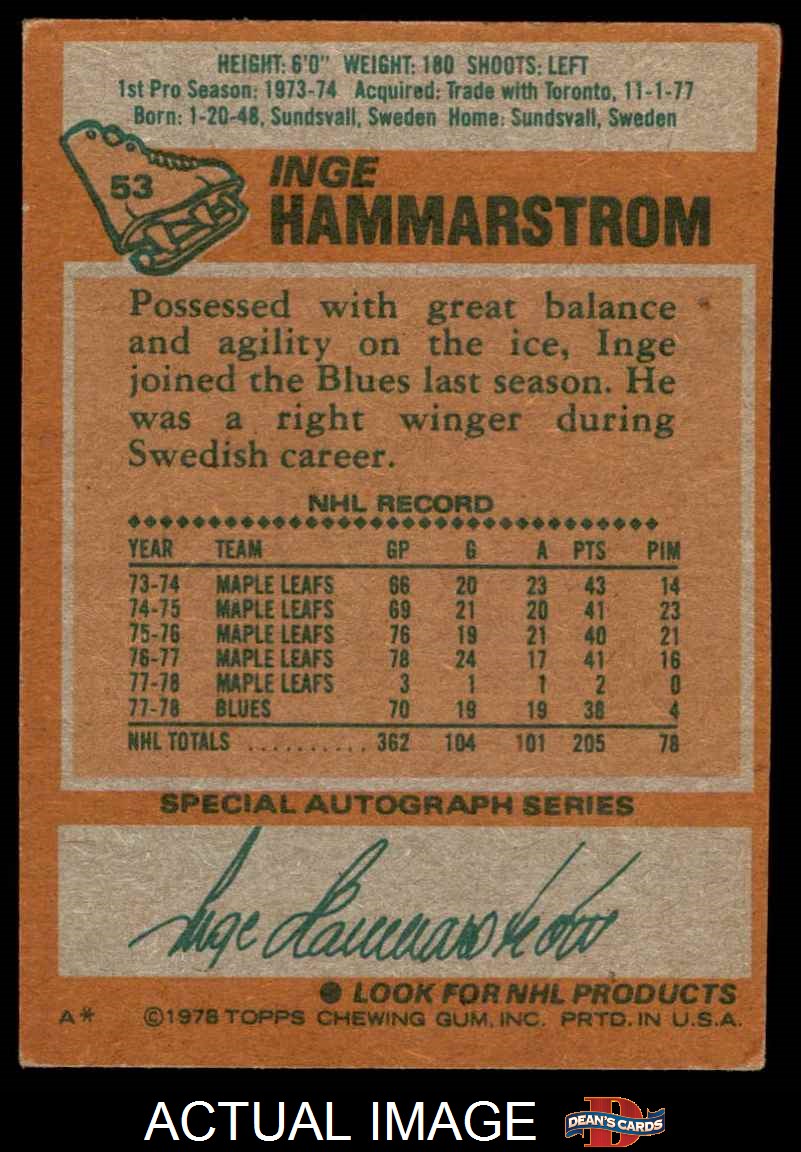 HEIGHT: 6'0" WEIGHT: 180 SHOOTS: LEFT
1st Pro Season: 1973-74 Acquired: Trade with Toronto, 11-1-77
Born: 1-20-48, Sundsvall, Sweden Home: Sundsvall, Sweden
53
INGE
HAMMARSTROM
Possessed with great balance
and agility on the ice, Inge
joined the Blues last season. He
was a right winger during
Swedish career.
NHL RECORD
YEAR TEAM GP G A PTS PIM
73-74 MAPLE LEAFS 66 20 23 43 14
74-75 MAPLE LEAFS 69 21 20 41 23
75-76 MAPLE LEAFS 76 19 21 40 21
76-77 MAPLE LEAFS 78 24 17 41 16
77-78 MAPLE LEAFS 3 1 1 2 0
77-78 BLUES 70 19 19 38 4
NHL TOTALS .......... 362 104 101 205 78
SPECIAL AUTOGRAPH SERIES
Inge Hammarström
● LOOK FOR NHL PRODUCTS
A* ©1978 TOPPS CHEWING GUM, INC. PRTD. IN U.S.A.
ACTUAL IMAGE
D
DEAN'S CARDS